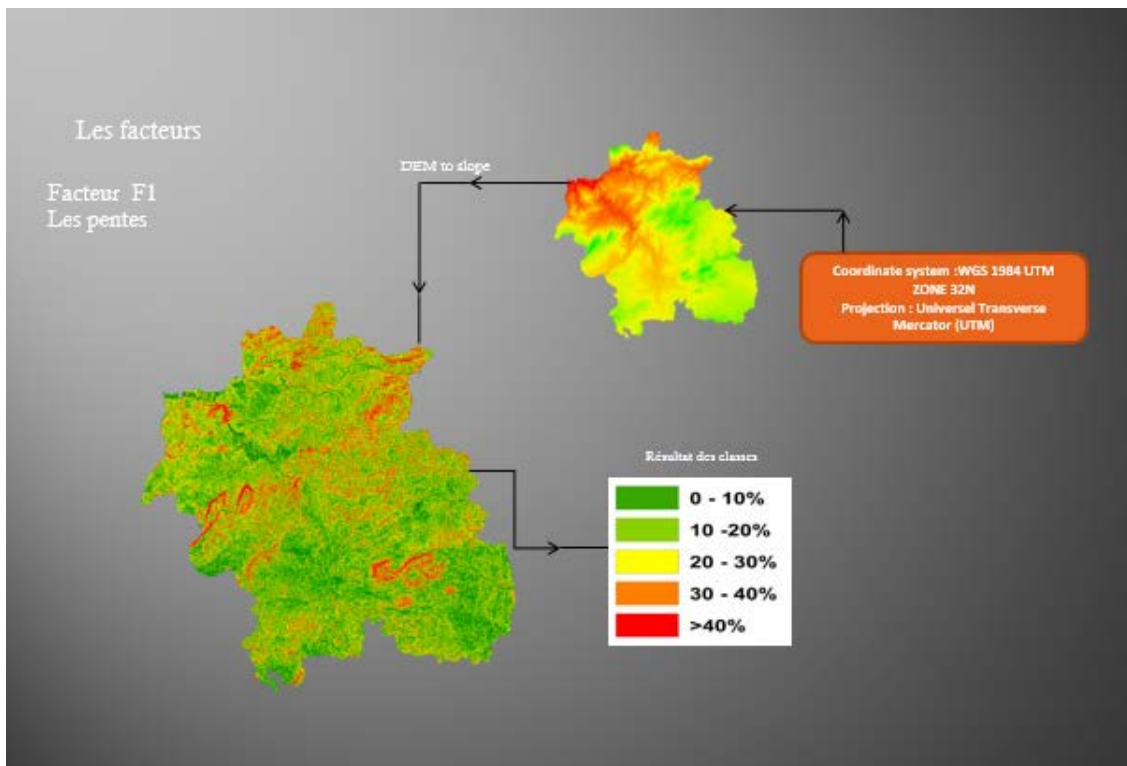 Les facteurs
Facteur F1
Les pentes
DEM to slope
Coordinate system :WGS 1984 UTM
ZONE 32N
Projection : Universel Transverse
Mercator (UTM)
Résultat des classes
0 - 10%
10 -20%
20 - 30%
30 - 40%
>40%